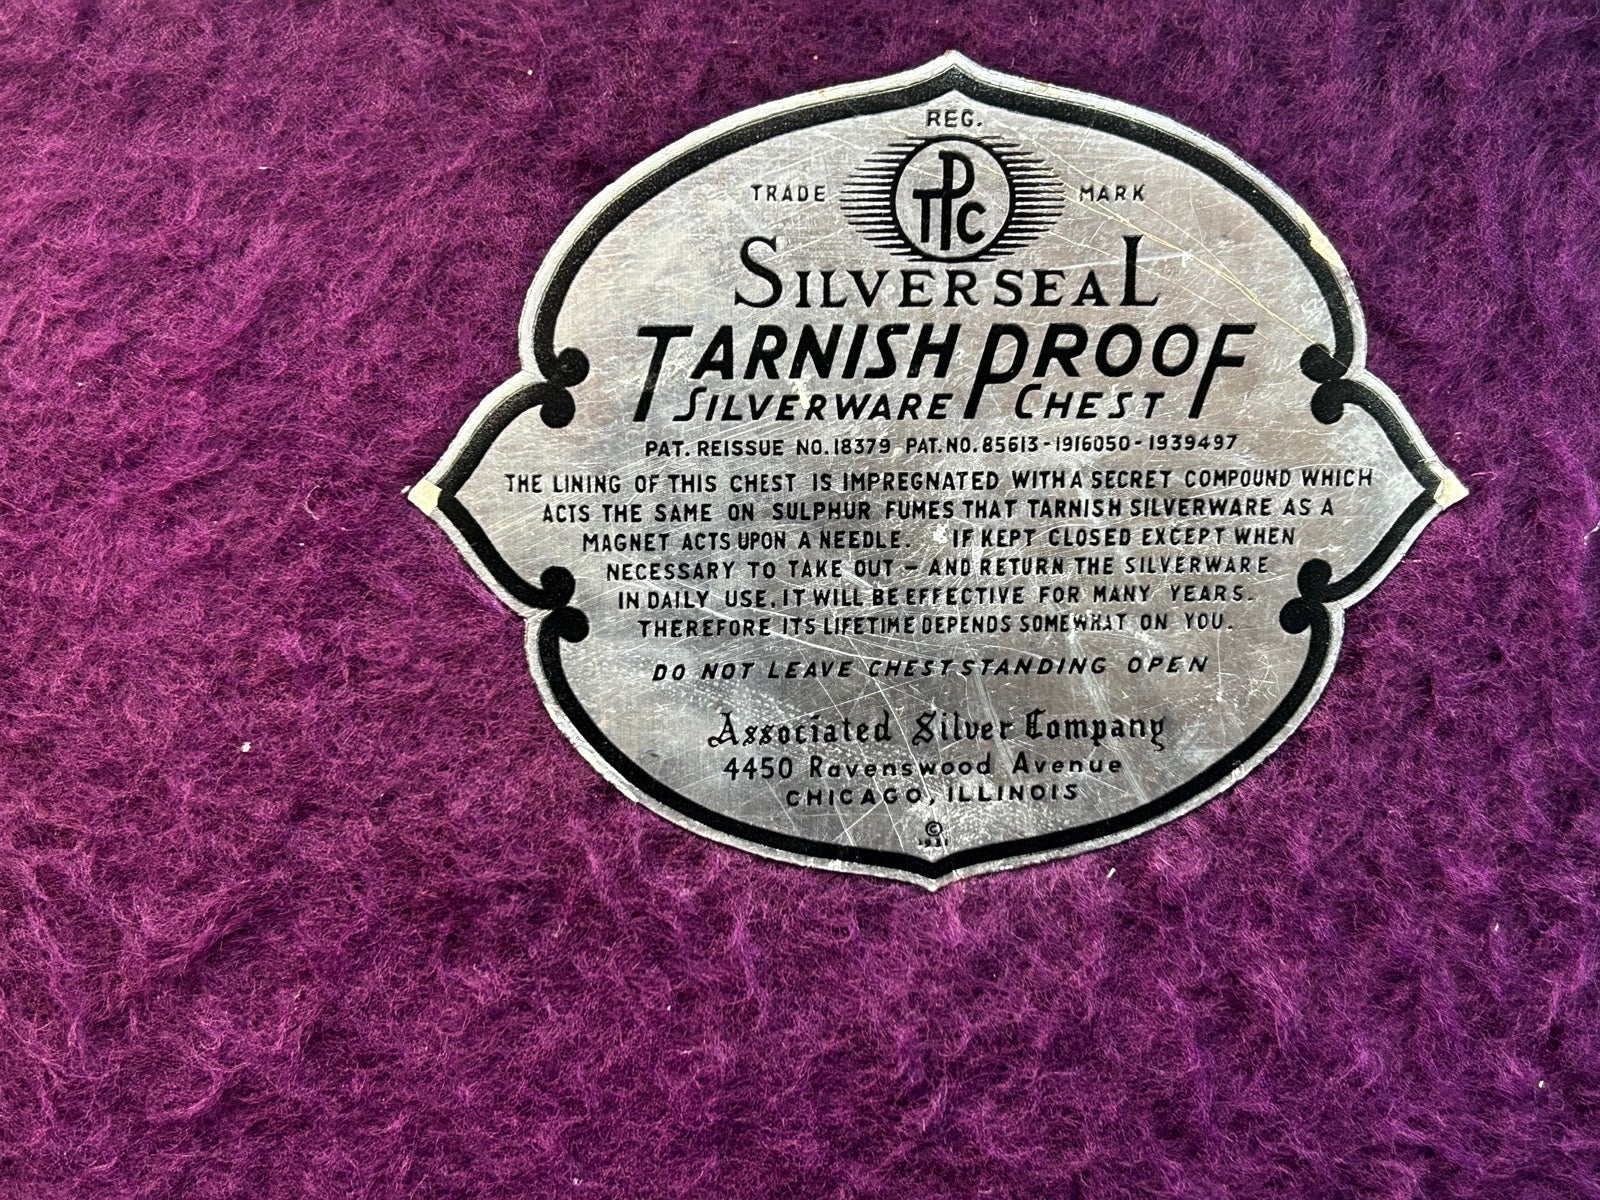 REG.
TRADE TPC MARK
SILVERSEAL
TARNISH PROOF
SILVERWARE CHEST
PAT. REISSUE NO. 18379 PAT. NO. 85613 - 1916050 - 1939497
THE LINING OF THIS CHEST IS IMPREGNATED WITH A SECRET COMPOUND WHICH
ACTS THE SAME ON SULPHUR FUMES THAT TARNISH SILVERWARE AS A
MAGNET ACTS UPON A NEEDLE. IF KEPT CLOSED EXCEPT WHEN
NECESSARY TO TAKE OUT — AND RETURN THE SILVERWARE
IN DAILY USE, IT WILL BE EFFECTIVE FOR MANY YEARS.
THEREFORE ITS LIFETIME DEPENDS SOMEWHAT ON YOU.
DO NOT LEAVE CHEST STANDING OPEN
Associated Silver Company
4450 Ravenswood Avenue
CHICAGO, ILLINOIS
©